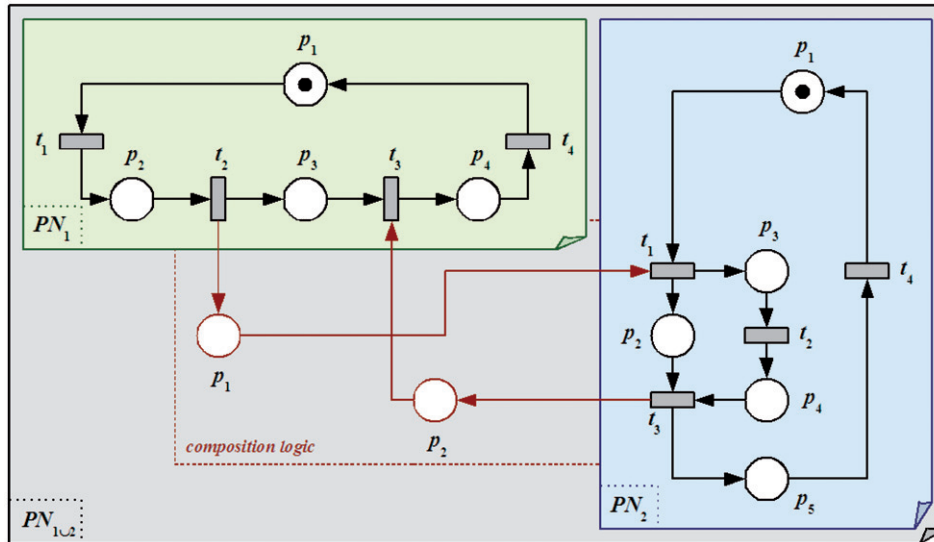 p₁
t₁
p₂
t₂
p₃
t₃
p₄
t₄
PN₁
p₁
t₁
p₃
t₄
p₂
t₂
p₄
t₃
p₅
PN₂
p₁
p₂
composition logic
PN₁∪₂